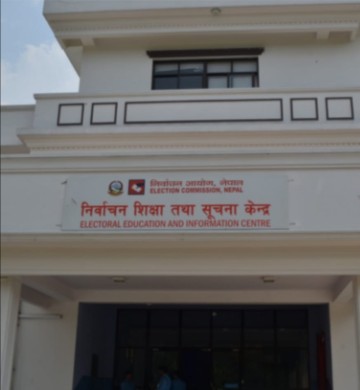 निर्वाचन आयोग, नेपाल
ELECTION COMMISSION, NEPAL
निर्वाचन शिक्षा तथा सूचना केन्द्र
ELECTORAL EDUCATION AND INFORMATION CENTRE